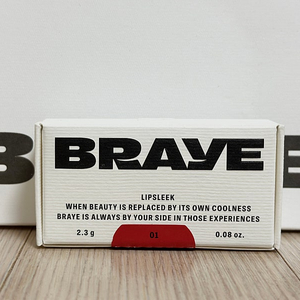 BRAYE
LIPSLEEK
WHEN BEAUTY IS REPLACED BY ITS OWN COOLNESS
BRAYE IS ALWAYS BY YOUR SIDE IN THOSE EXPERIENCES
2.3 g 01 0.08 oz.
B
E